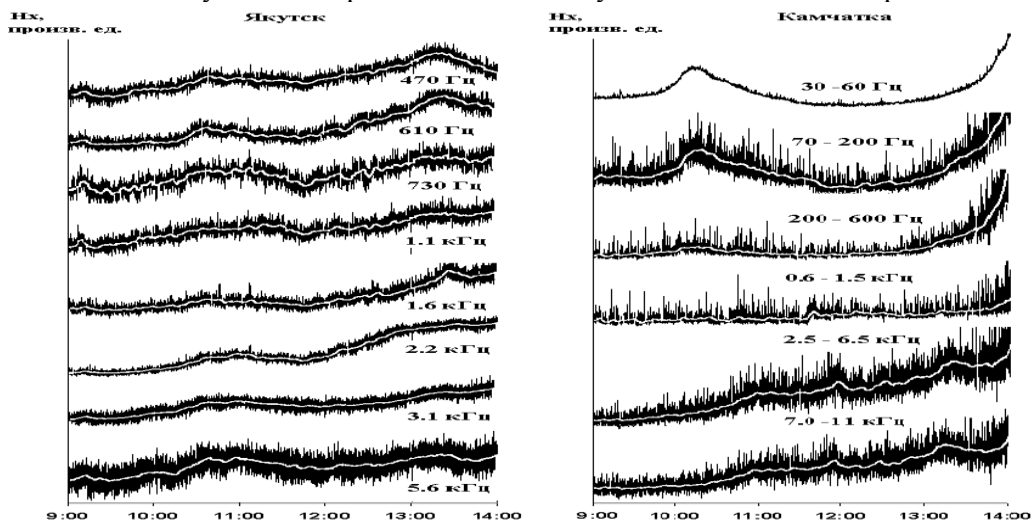 Hx,
произв. ед.
Якутск
470 Гц
610 Гц
730 Гц
1.1 кГц
1.6 кГц
2.2 кГц
3.1 кГц
5.6 кГц
9:00 10:00 11:00 12:00 13:00 14:00
Hx,
произв. ед.
Камчатка
30 -60 Гц
70 - 200 Гц
200 - 600 Гц
0.6 - 1.5 кГц
2.5 - 6.5 кГц
7.0 -11 кГц
9:00 10:00 11:00 12:00 13:00 14:00